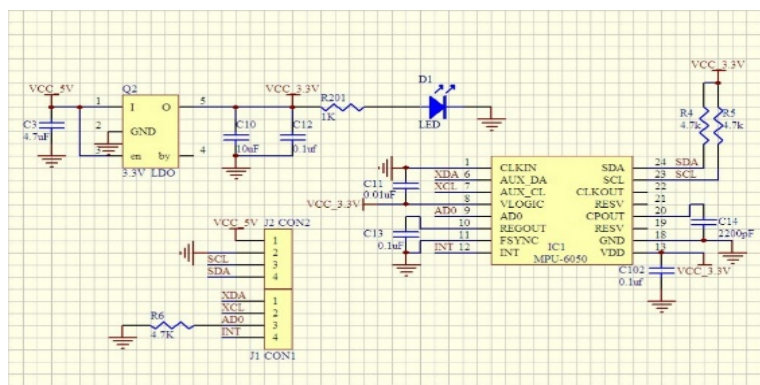 VCC_5V
Q2
1 I O 5
2 GND
3 en by 4
3.3V LDO
C3
4.7uF
VCC_3.3V
C10
10uF
C12
0.1uf
R201
1K
D1
LED
VCC_3.3V
R4
4.7k
R5
4.7k
1 CLKIN SDA 24 SDA
XDA 6 AUX_DA SCL 23 SCL
XCL 7 AUX_CL CLKOUT 22
VCC_3.3V 8 VLOGIC RESV 21
AD0 9 AD0 CPOUT 20
10 REGOUT RESV 19
11 FSYNC GND 18
INT 12 INT VDD 13
IC1
MPU-6050
C11
0.01uF
C13
0.1uF
C14
2200pF
VCC_3.3V
C102
0.1uf
VCC_5V
J2 CON2
1
2
SCL 3
SDA 4
XDA 1
XCL 2
AD0 3
INT 4
J1 CON1
R6
4.7K